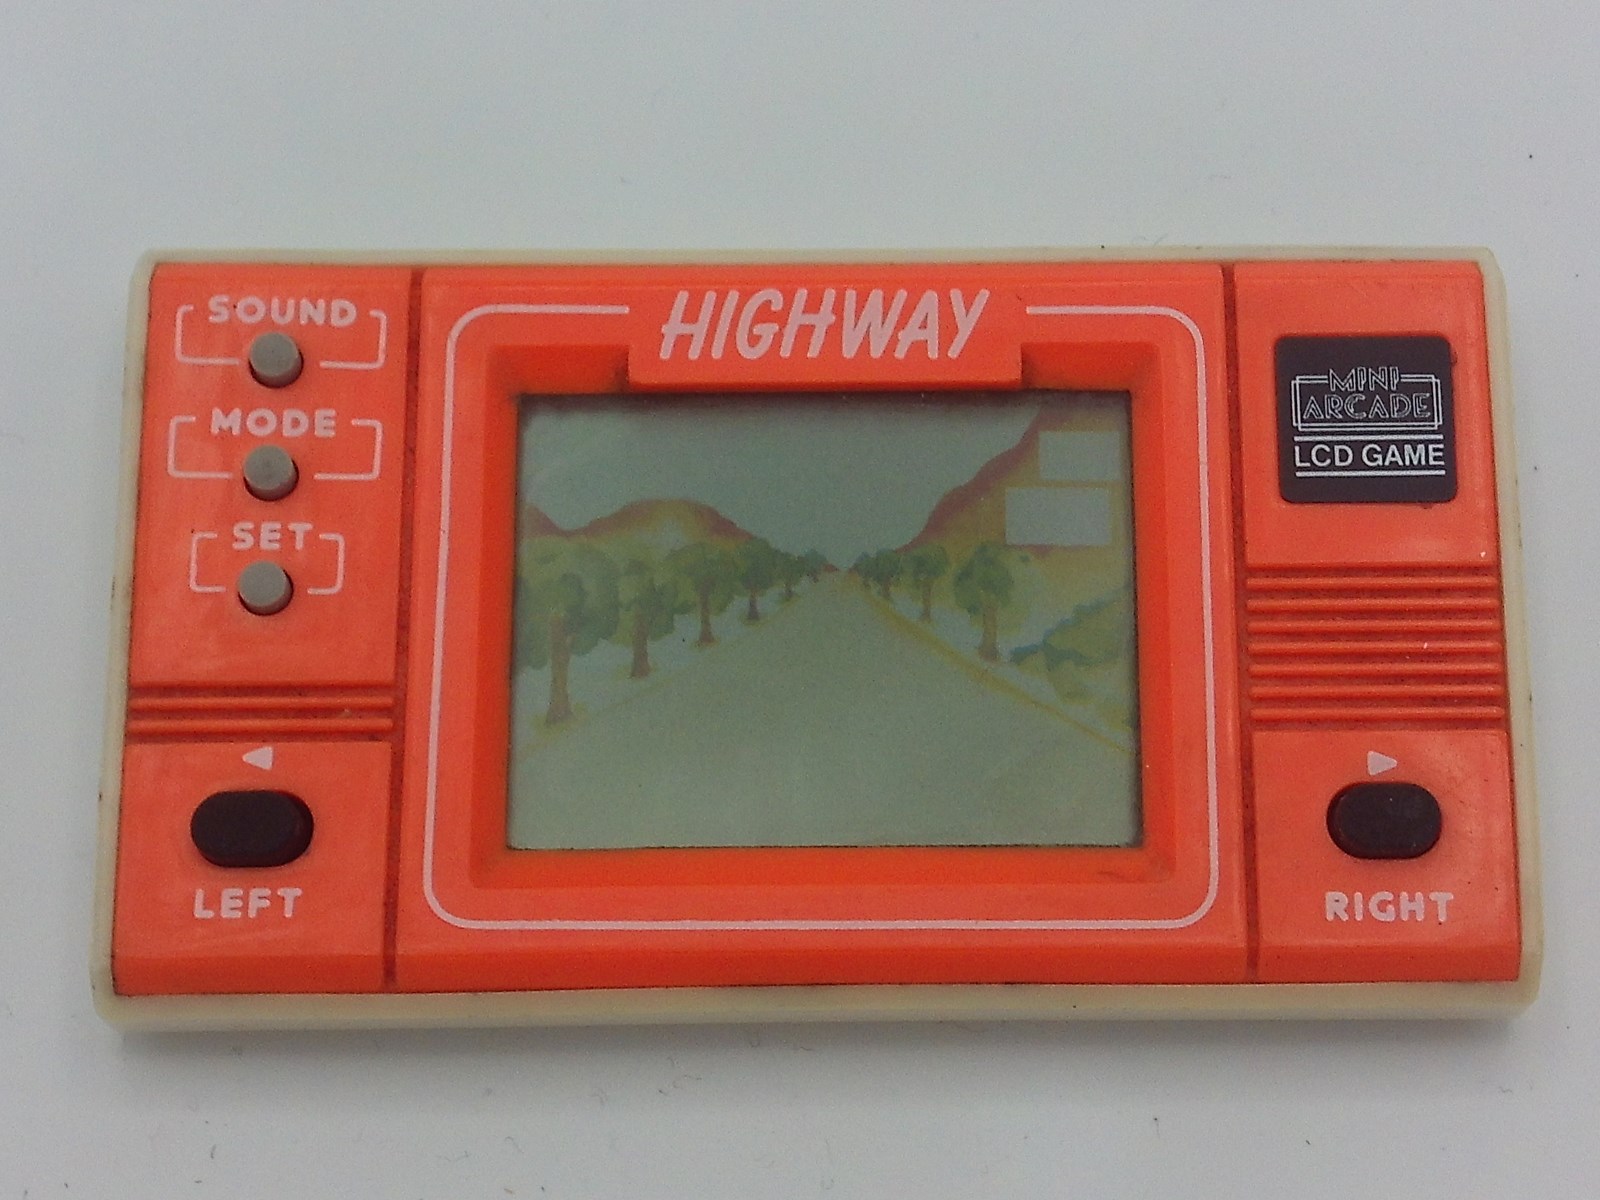 SOUND
HIGHWAY
MODE
MINI
ARCADE
LCD GAME
SET
LEFT
RIGHT